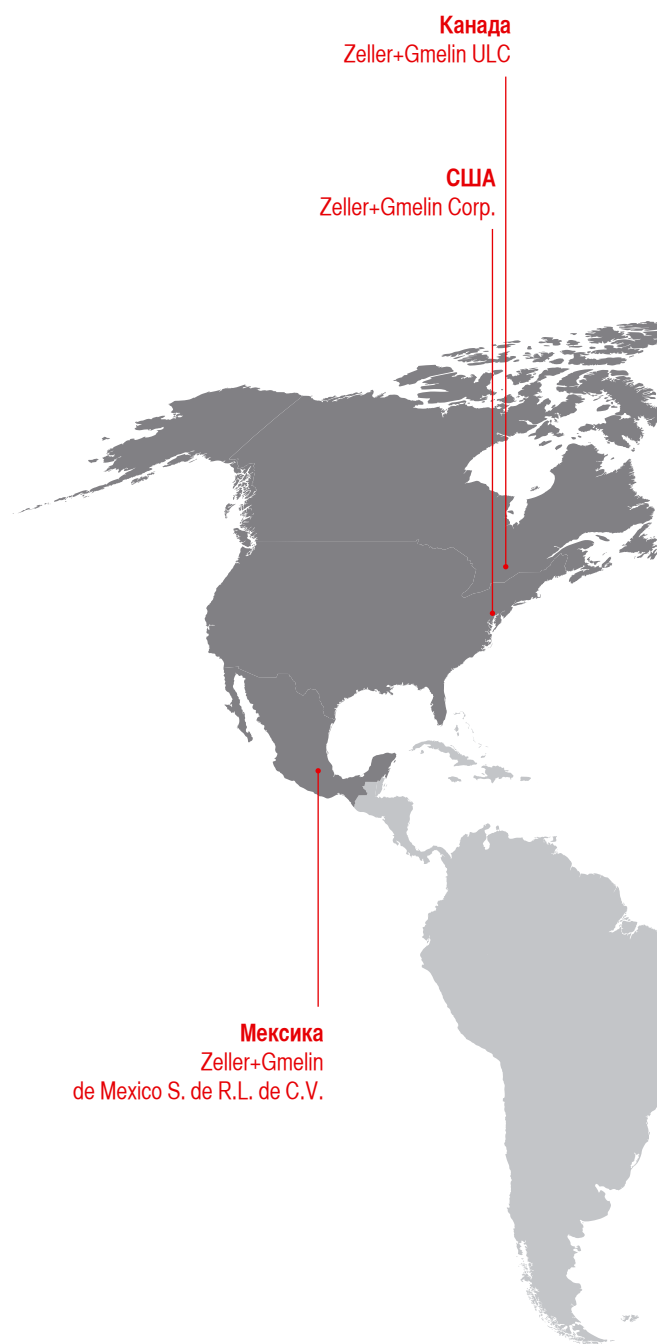 Канада
Zeller+Gmelin ULC
США
Zeller+Gmelin Corp.
Мексика
Zeller+Gmelin
de Mexico S. de R.L. de C.V.